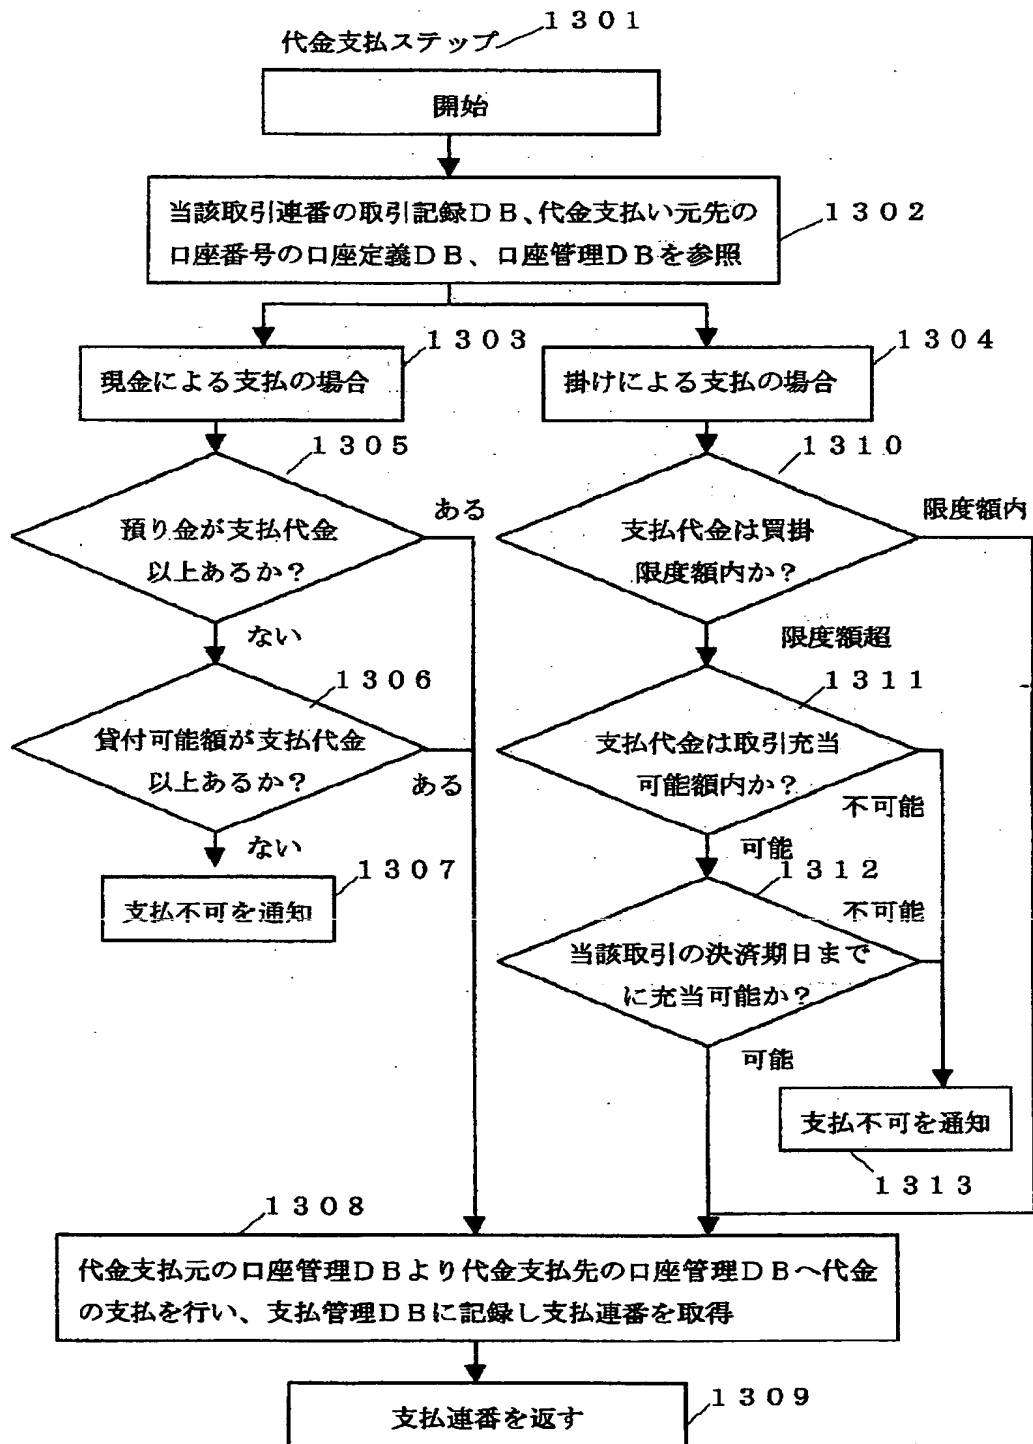 1301
代金支払ステップ
開始
当該取引連番の取引記録DB、代金支払い元先の
口座番号の口座定義DB、口座管理DBを参照
1302
1303
現金による支払の場合
1304
掛けによる支払の場合
1305
預り金が支払代金
以上あるか?
ある
ない
1310
支払代金は買掛
限度額内か?
限度額内
限度額超
1306
貸付可能額が支払代金
以上あるか?
ある
ない
1311
支払代金は取引充当
可能額内か?
不可能
可能
1307
支払不可を通知
1312
不可能
当該取引の決済期日まで
に充当可能か?
可能
支払不可を通知
1313
1308
代金支払元の口座管理DBより代金支払先の口座管理DBへ代金
の支払を行い、支払管理DBに記録し支払連番を取得
支払連番を返す
1309